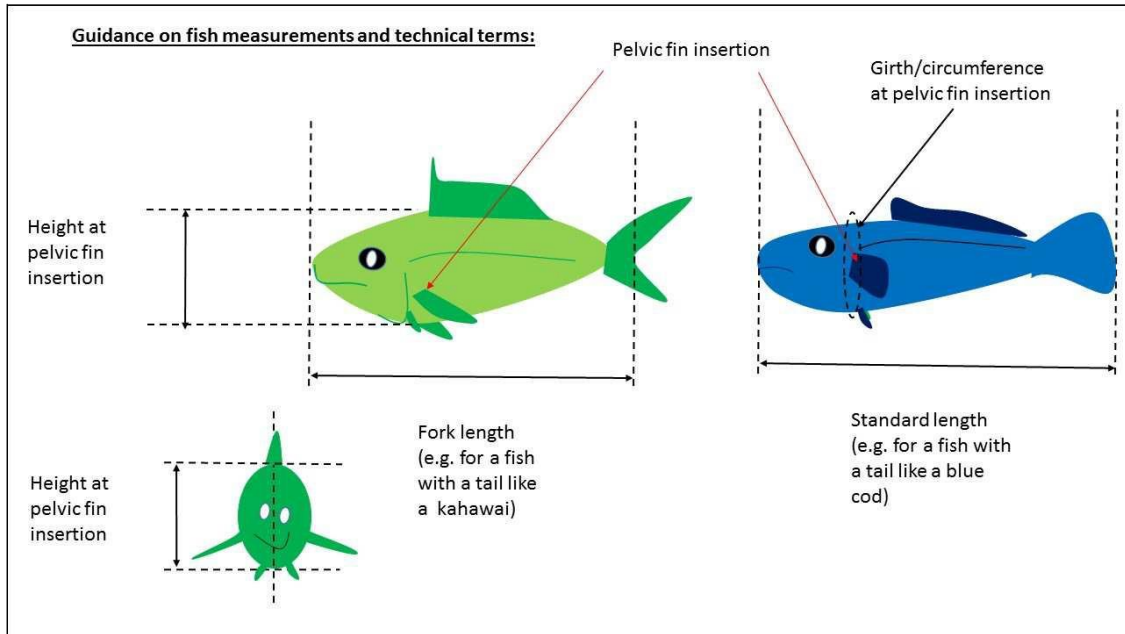 Guidance on fish measurements and technical terms:
Pelvic fin insertion
Girth/circumference
at pelvic fin insertion
Height at
pelvic fin
insertion
Fork length
(e.g. for a fish
with a tail like
a kahawai)
Standard length
(e.g. for a fish with
a tail like a blue
cod)
Height at
pelvic fin
insertion